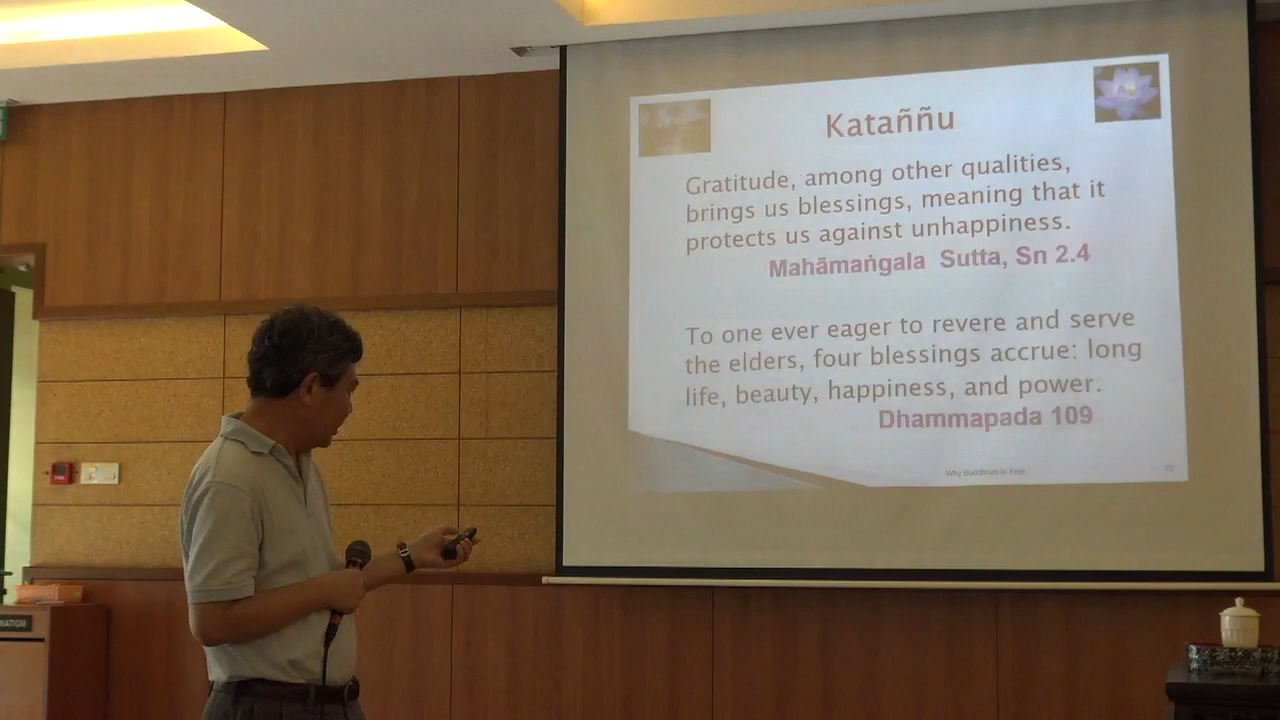 Kataññu
Gratitude, among other qualities,
brings us blessings, meaning that it
protects us against unhappiness.
Mahāmaṅgala Sutta, Sn 2.4
To one ever eager to revere and serve
the elders, four blessings accrue: long
life, beauty, happiness, and power.
Dhammapada 109
Why Buddhism is True
NATION